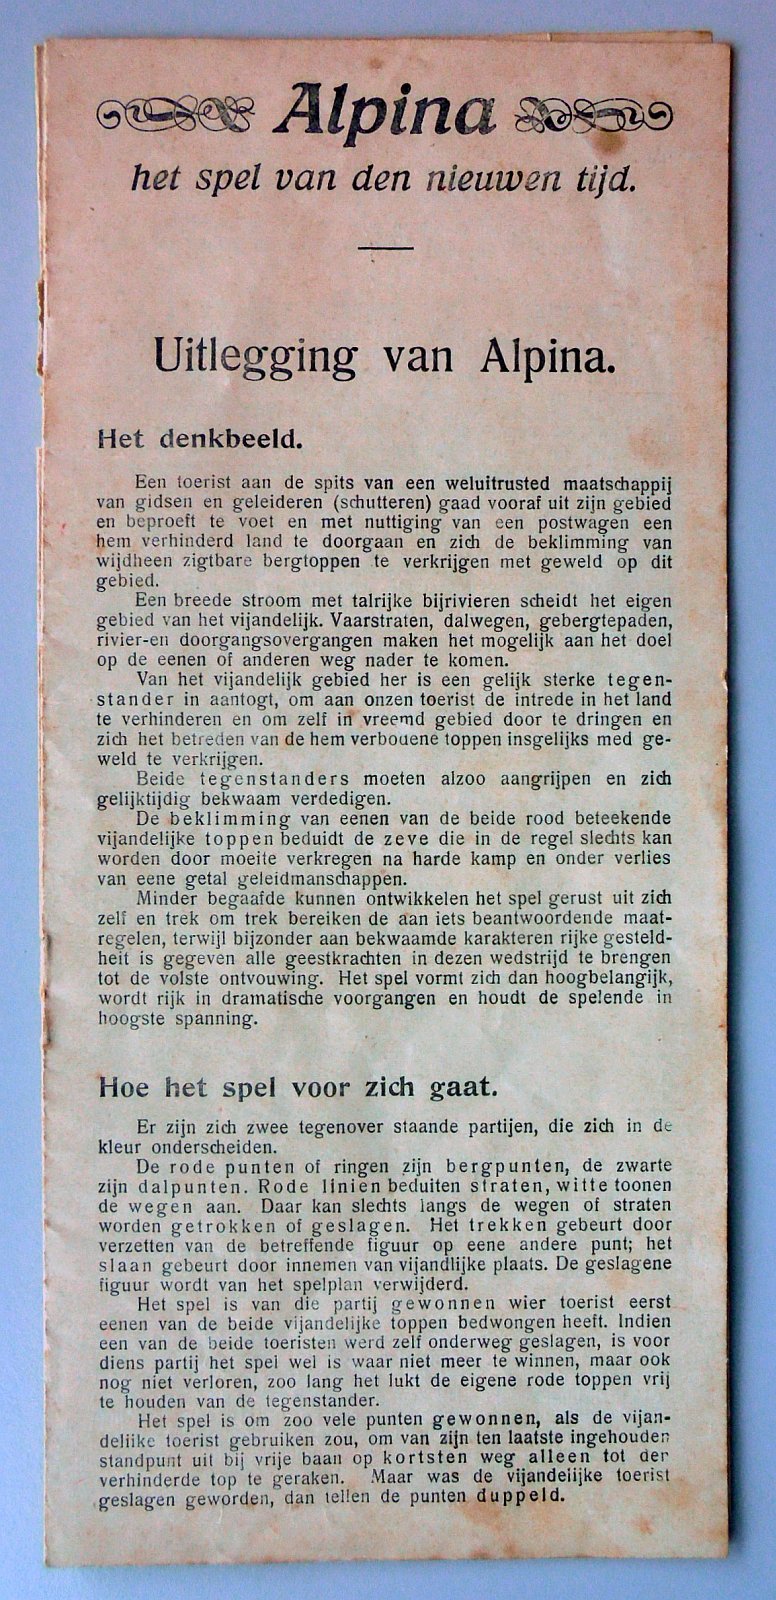 Alpina
het spel van den nieuwen tijd.
Uitlegging van Alpina.
Het denkbeeld.
Een toerist aan de spits van een weluitrusted maatschappij
van gidsen en geleideren (schutteren) gaad vooraf uit zijn gebied
en beproeft te voet en met nuttiging van een postwagen een
hem verhinderd land te doorgaan en zich de beklimming van
wijdheen zigtbare bergtoppen te verkrijgen met geweld op dit
gebied.
Een breede stroom met talrijke bijrivieren scheidt het eigen
gebied van het vijandelijk. Vaarstraten, dalwegen, gebergtepaden,
rivier-en doorgangsovergangen maken het mogelijk aan het doel
op de eenen of anderen weg nader te komen.
Van het vijandelijk gebied her is een gelijk sterke tegen-
stander in aantogt, om aan onzen toerist de intrede in het land
te verhinderen en om zelf in vreemd gebied door te dringen en
zich het betreden van de hem verbouene toppen insgelijks med ge-
weld te verkrijgen.
Beide tegenstanders moeten alzoo aangrijpen en zich
gelijktijdig bekwaam verdedigen.
De beklimming van eenen van de beide rood beteekende
vijandelijke toppen beduidt de zeve die in de regel slechts kan
worden door moeite verkregen na harde kamp en onder verlies
van eene getal geleidmanschappen.
Minder begaafde kunnen ontwikkelen het spel gerust uit zich
zelf en trek om trek bereiken de aan iets beantwoordende maat-
regelen, terwijl bijzonder aan bekwaamde karakteren rijke gesteld-
heit is gegeven alle geestkrachten in dezen wedstrijd te brengen
tot de volste ontvouwing. Het spel vormt zich dan hoogbelangijk,
wordt rijk in dramatische voorgangen en houdt de spelende in
hoogste spanning.
Hoe het spel voor zich gaat.
Er zijn zich zwee tegenover staande partijen, die zich in de
kleur onderscheiden.
De rode punten of ringen zijn bergpunten, de zwarte
zijn dalpunten. Rode linien beduiten straten, witte toonen
de wegen aan. Daar kan slechts langs de wegen of straten
worden getrokken of geslagen. Het trekken gebeurt door
verzetten van de betreffende figuur op eene andere punt; het
slaan gebeurt door innemen van vijandlijke plaats. De geslagene
figuur wordt van het spelplan verwijderd.
Het spel is van die partij gewonnen wier toerist eerst
eenen van de beide vijandelijke toppen bedwongen heeft. Indien
een van de beide toeristen werd zelf onderweg geslagen, is voor
diens partij het spel wel is waar niet meer te winnen, maar ook
nog niet verloren, zoo lang het lukt de eigene rode toppen vrij
te houden van de tegenstander.
Het spel is om zoo vele punten gewonnen, als de vijan-
deliike toerist gebruiken zou, om van zijn ten laatste ingehouden
standpunt uit bij vrije baan op kortsten weg alleen tot der
verhinderde top te geraken. Maar was de vijandelijke toerist
geslagen geworden, dan tellen de punten duppeld.